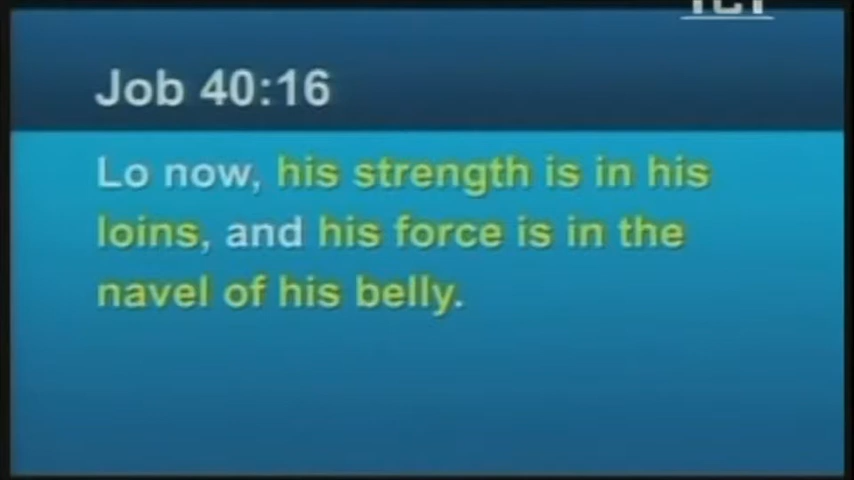 Job 40:16
Lo now, his strength is in his
loins, and his force is in the
navel of his belly.